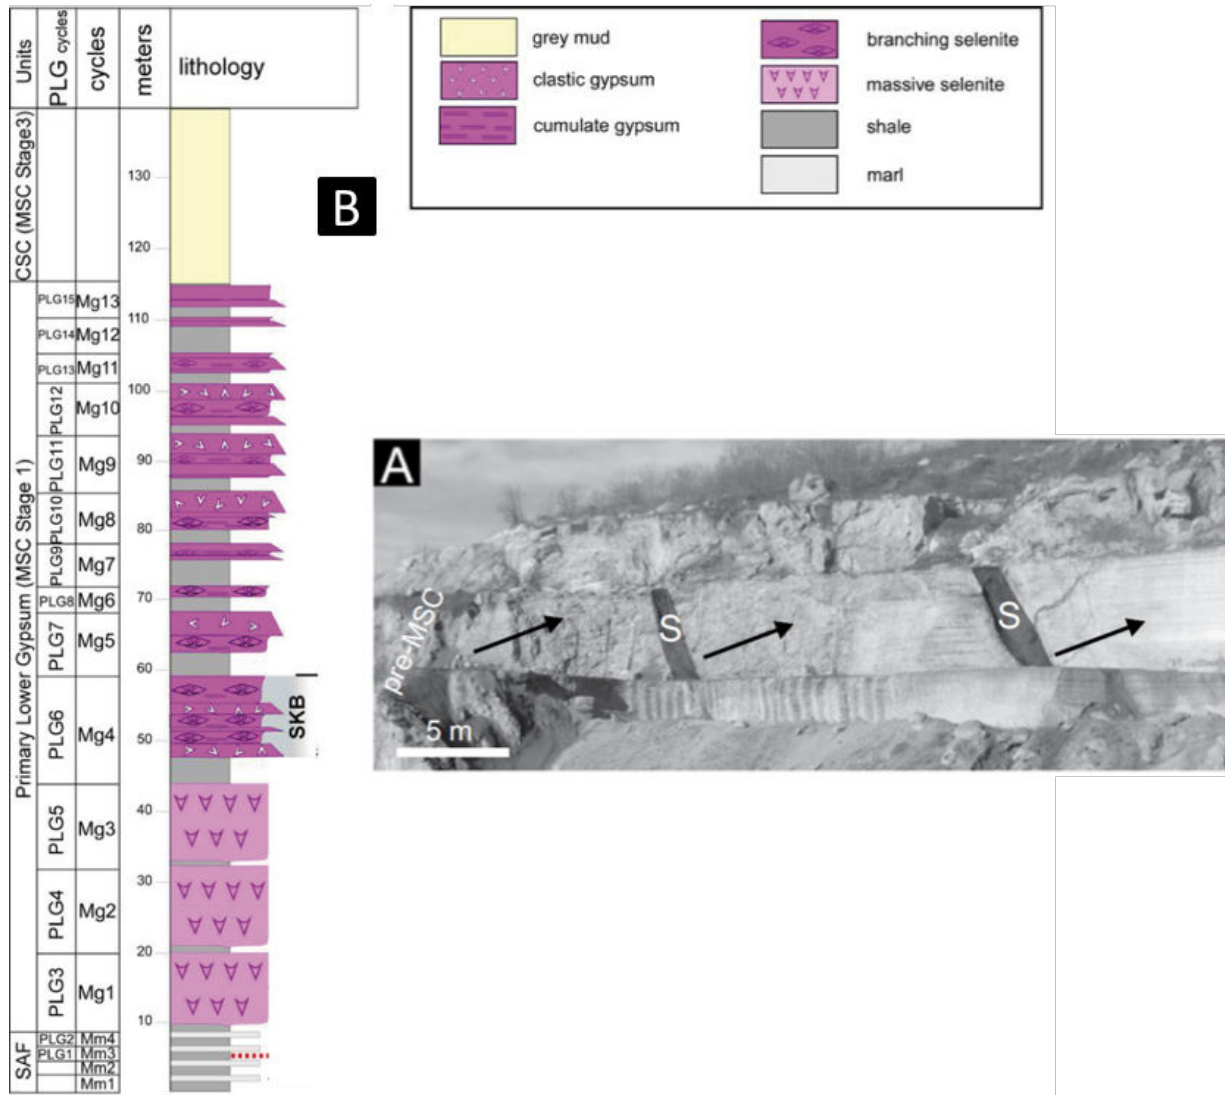 Units
PLG cycles
cycles
meters
lithology
CSC (MSC Stage3)
Primary Lower Gypsum (MSC Stage 1)
SAF
PLG15 Mg13
PLG14 Mg12
PLG13 Mg11
PLG12 Mg10
PLG11 Mg9
PLG10 Mg8
PLG9 Mg7
PLG8 Mg6
PLG7 Mg5
PLG6 Mg4
PLG5 Mg3
PLG4 Mg2
PLG3 Mg1
PLG2 Mm4
PLG1 Mm3
Mm2
Mm1
130
120
110
100
90
80
70
60
50
40
30
20
10
SKB
B
grey mud
clastic gypsum
cumulate gypsum
branching selenite
massive selenite
shale
marl
A
pre-MSC
S
S
5 m